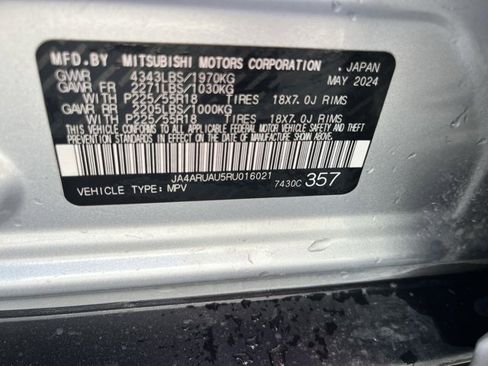 MFD.BY MITSUBISHI MOTORS CORPORATION, JAPAN
GVWR 4343LBS/1970KG MAY 2024
GAWR FR 2271LBS/1030KG
WITH P225/55R18 TIRES 18X7.0J RIMS
GAWR RR 2205LBS/1000KG
WITH P225/55R18 TIRES 18X7.0J RIMS
THIS VEHICLE CONFORMS TO ALL APPLICABLE FEDERAL MOTOR VEHICLE SAFETY, BUMPER, AND THEFT
PREVENTION STANDARDS IN EFFECT ON THE DATE OF MANUFACTURE SHOWN ABOVE.
JA4ARUAU5RU016021
VEHICLE TYPE: MPV 7430C 357